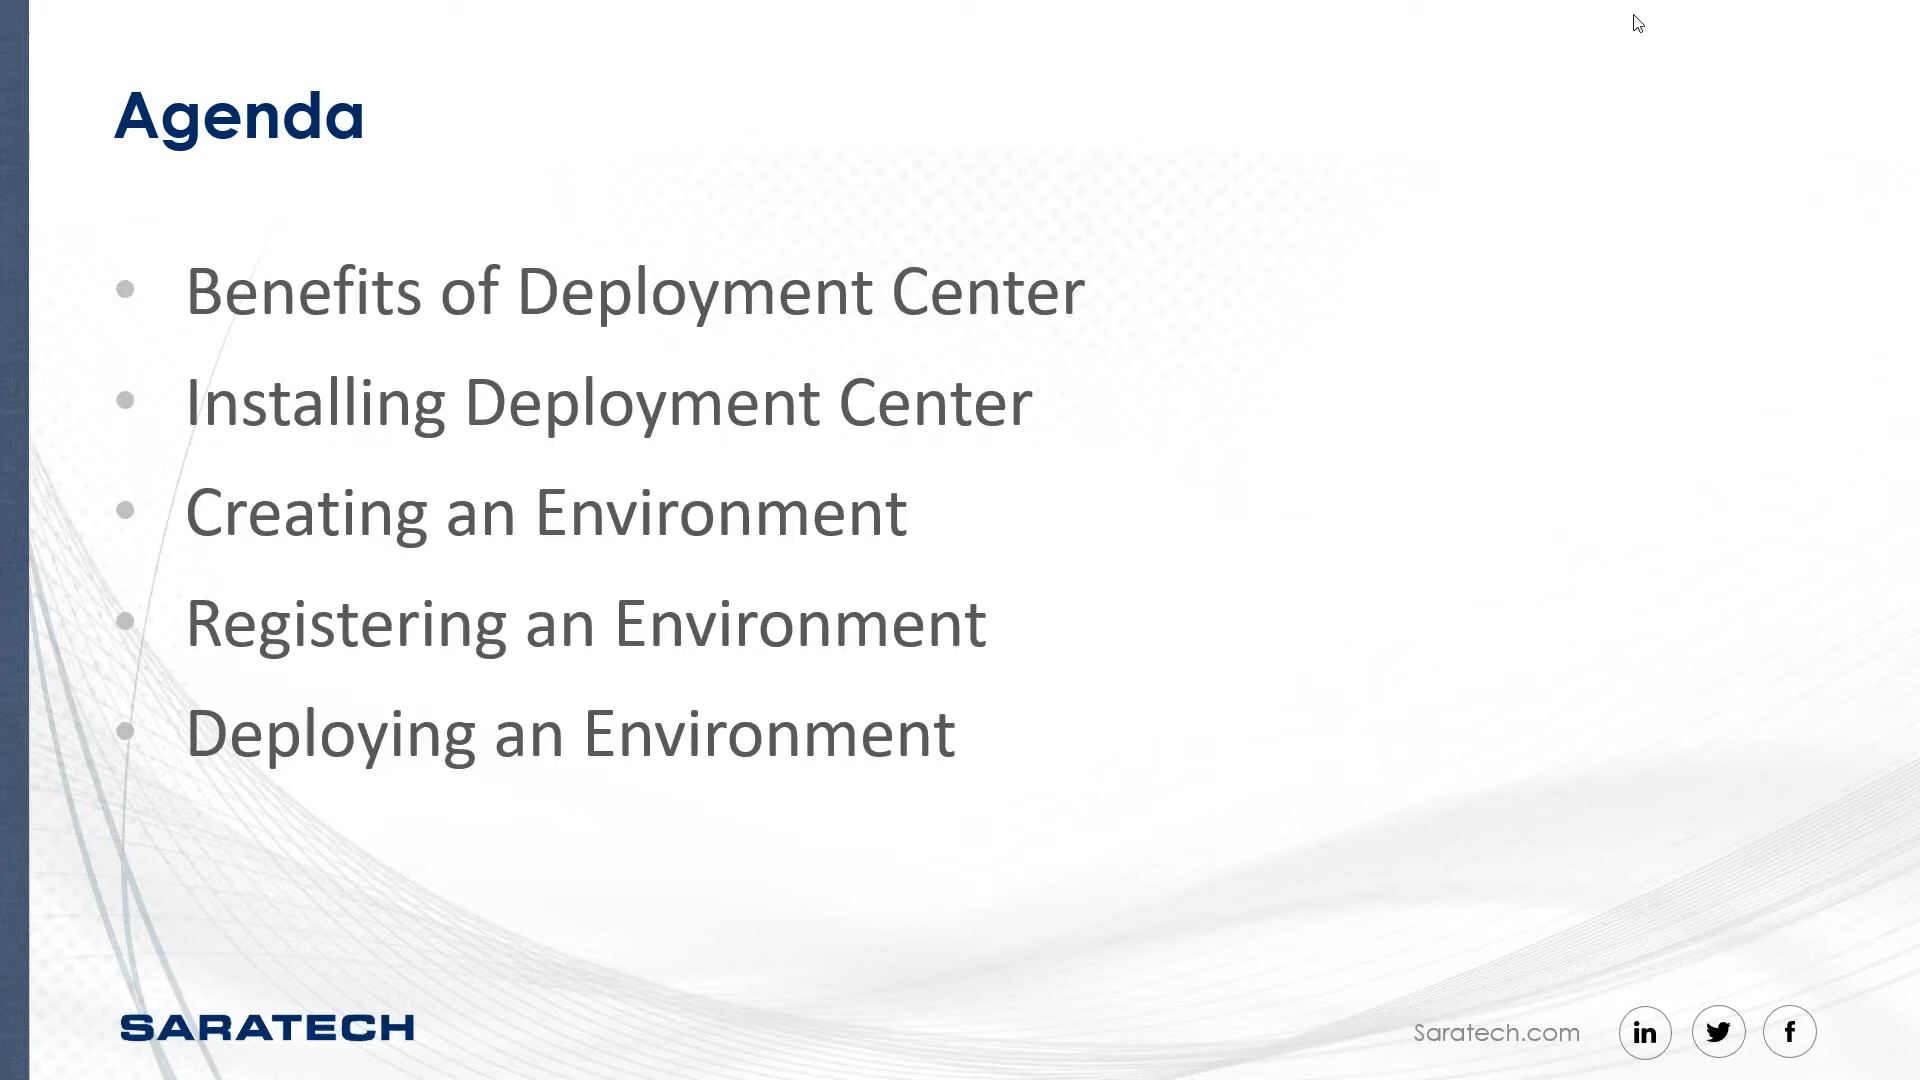 Agenda
• Benefits of Deployment Center
• Installing Deployment Center
• Creating an Environment
• Registering an Environment
• Deploying an Environment
SARATECH
Saratech.com in f